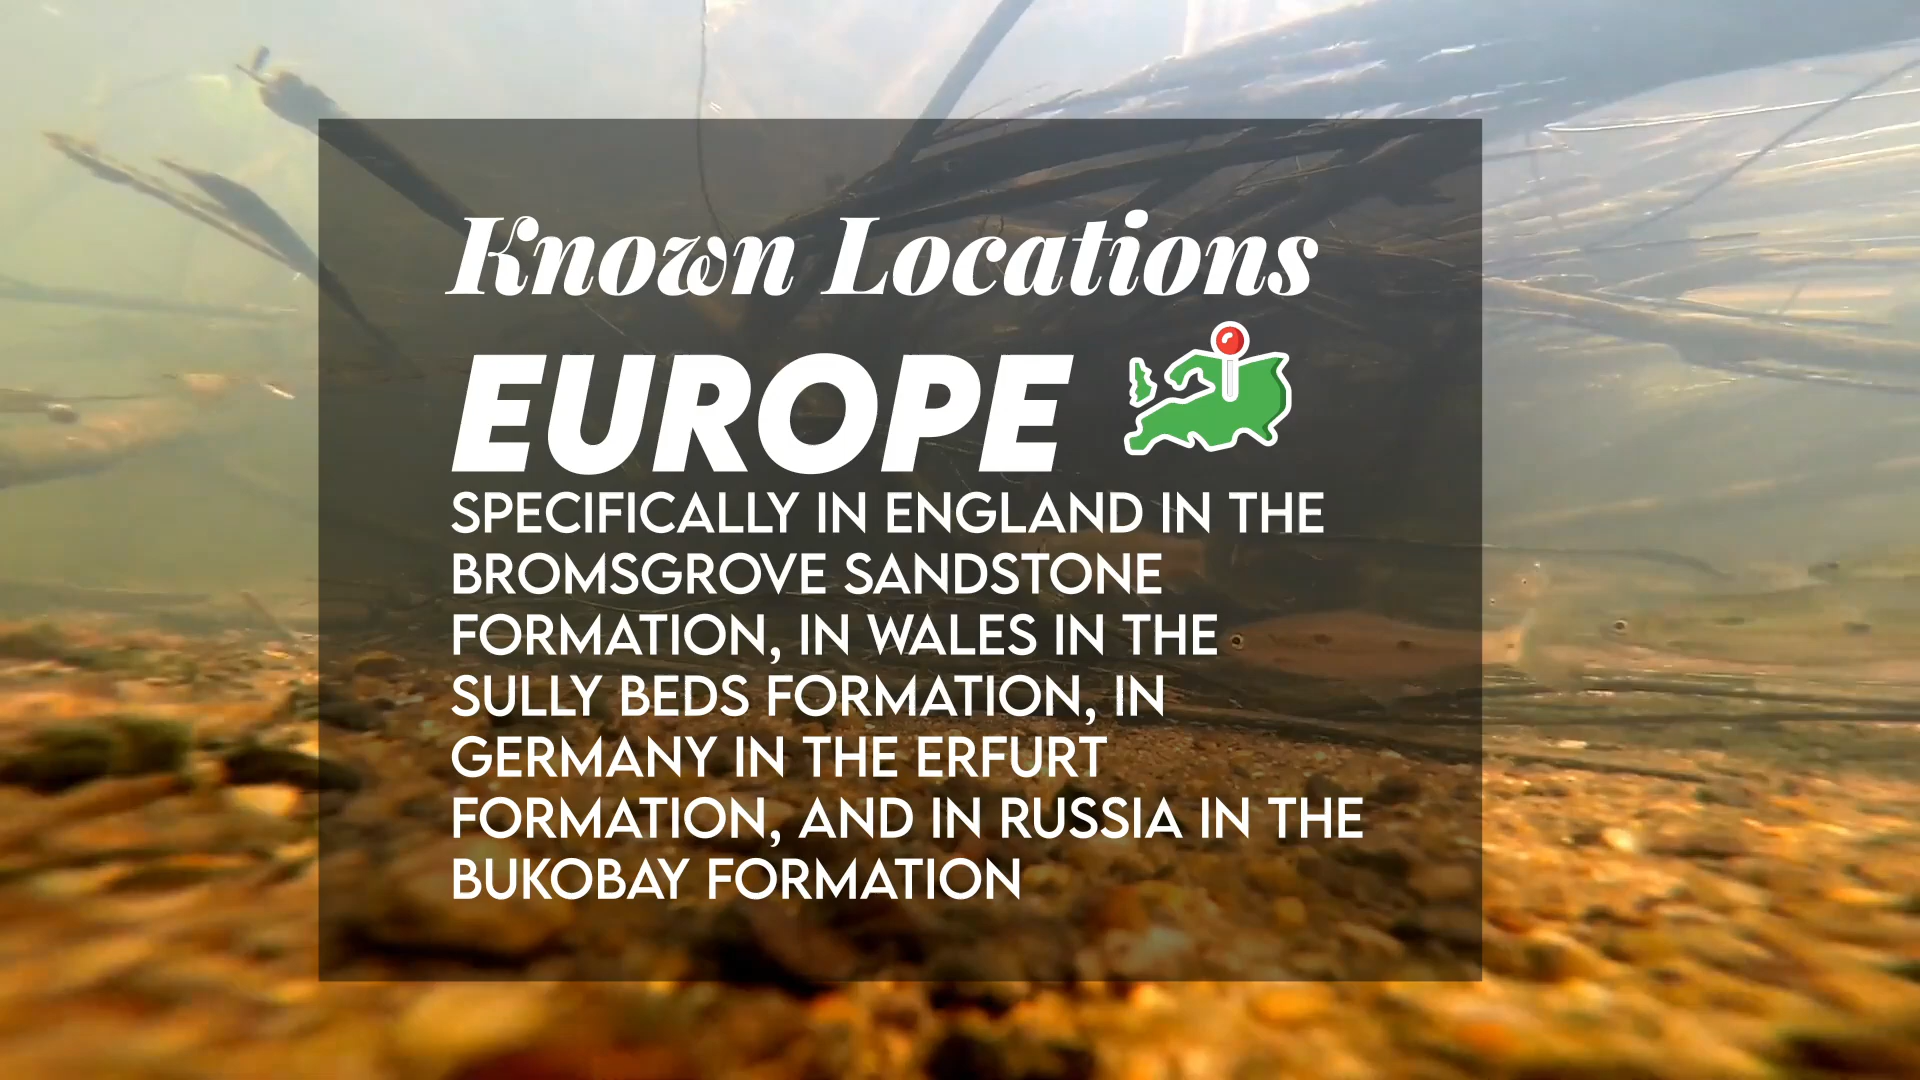 Known Locations
EUROPE
SPECIFICALLY IN ENGLAND IN THE
BROMSGROVE SANDSTONE
FORMATION, IN WALES IN THE
SULLY BEDS FORMATION, IN
GERMANY IN THE ERFURT
FORMATION, AND IN RUSSIA IN THE
BUKOBAY FORMATION